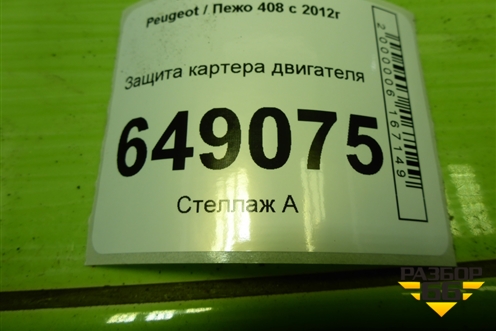 Peugeot / Пежо 408 с 2012г
Защита картера двигателя
649075
Стеллаж А
2000006167149
РАЗБОР